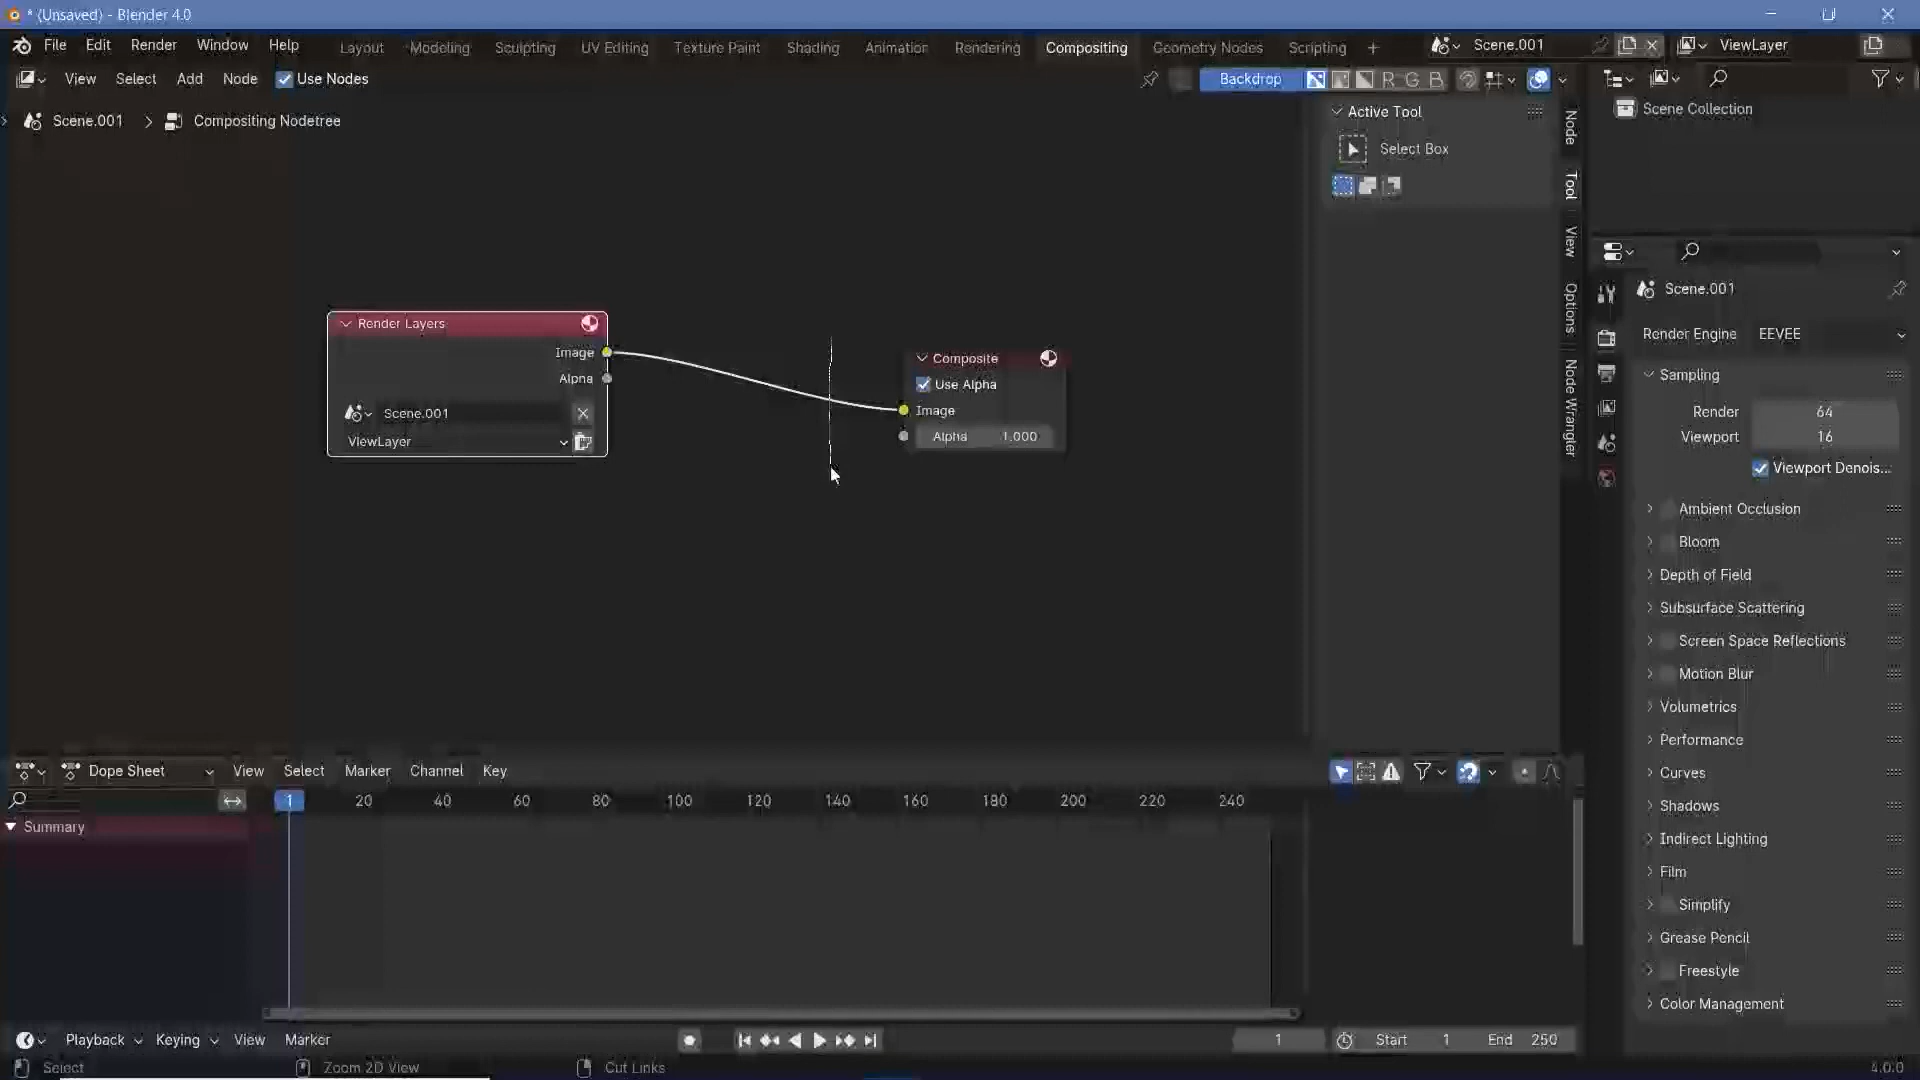 * (Unsaved) - Blender 4.0
File Edit Render Window Help Layout Modeling Sculpting UV Editing Texture Paint Shading Animation Rendering Compositing Geometry Nodes Scripting + Scene.001 ViewLayer
View Select Add Node Use Nodes Backdrop R G B
Scene.001 > Compositing Nodetree
Active Tool
Select Box
Node
Tool
View
Options
Node Wrangler
Scene Collection
Render Layers
Image
Alpha
Scene.001
ViewLayer
Composite
Use Alpha
Image
Alpha 1.000
Scene.001
Render Engine EEVEE
Sampling
Render 64
Viewport 16
Viewport Denois...
Ambient Occlusion
Bloom
Depth of Field
Subsurface Scattering
Screen Space Reflections
Motion Blur
Volumetrics
Performance
Curves
Shadows
Indirect Lighting
Film
Simplify
Grease Pencil
Freestyle
Color Management
Dope Sheet View Select Marker Channel Key
1 20 40 60 80 100 120 140 160 180 200 220 240
Summary
Playback Keying View Marker 1 Start 1 End 250
Select Zoom 2D View Cut Links 4.0.0